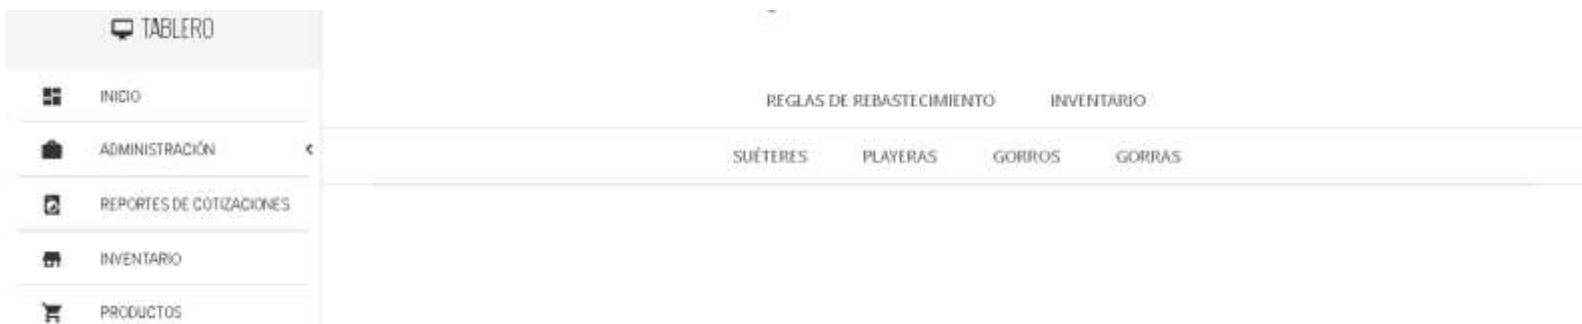 TABLERO
INICIO
ADMINISTRACIÓN
REPORTES DE COTIZACIONES
INVENTARIO
PRODUCTOS
REGLAS DE REBASTECIMIENTO INVENTARIO
SUÉTERES PLAYERAS GORROS GORRAS